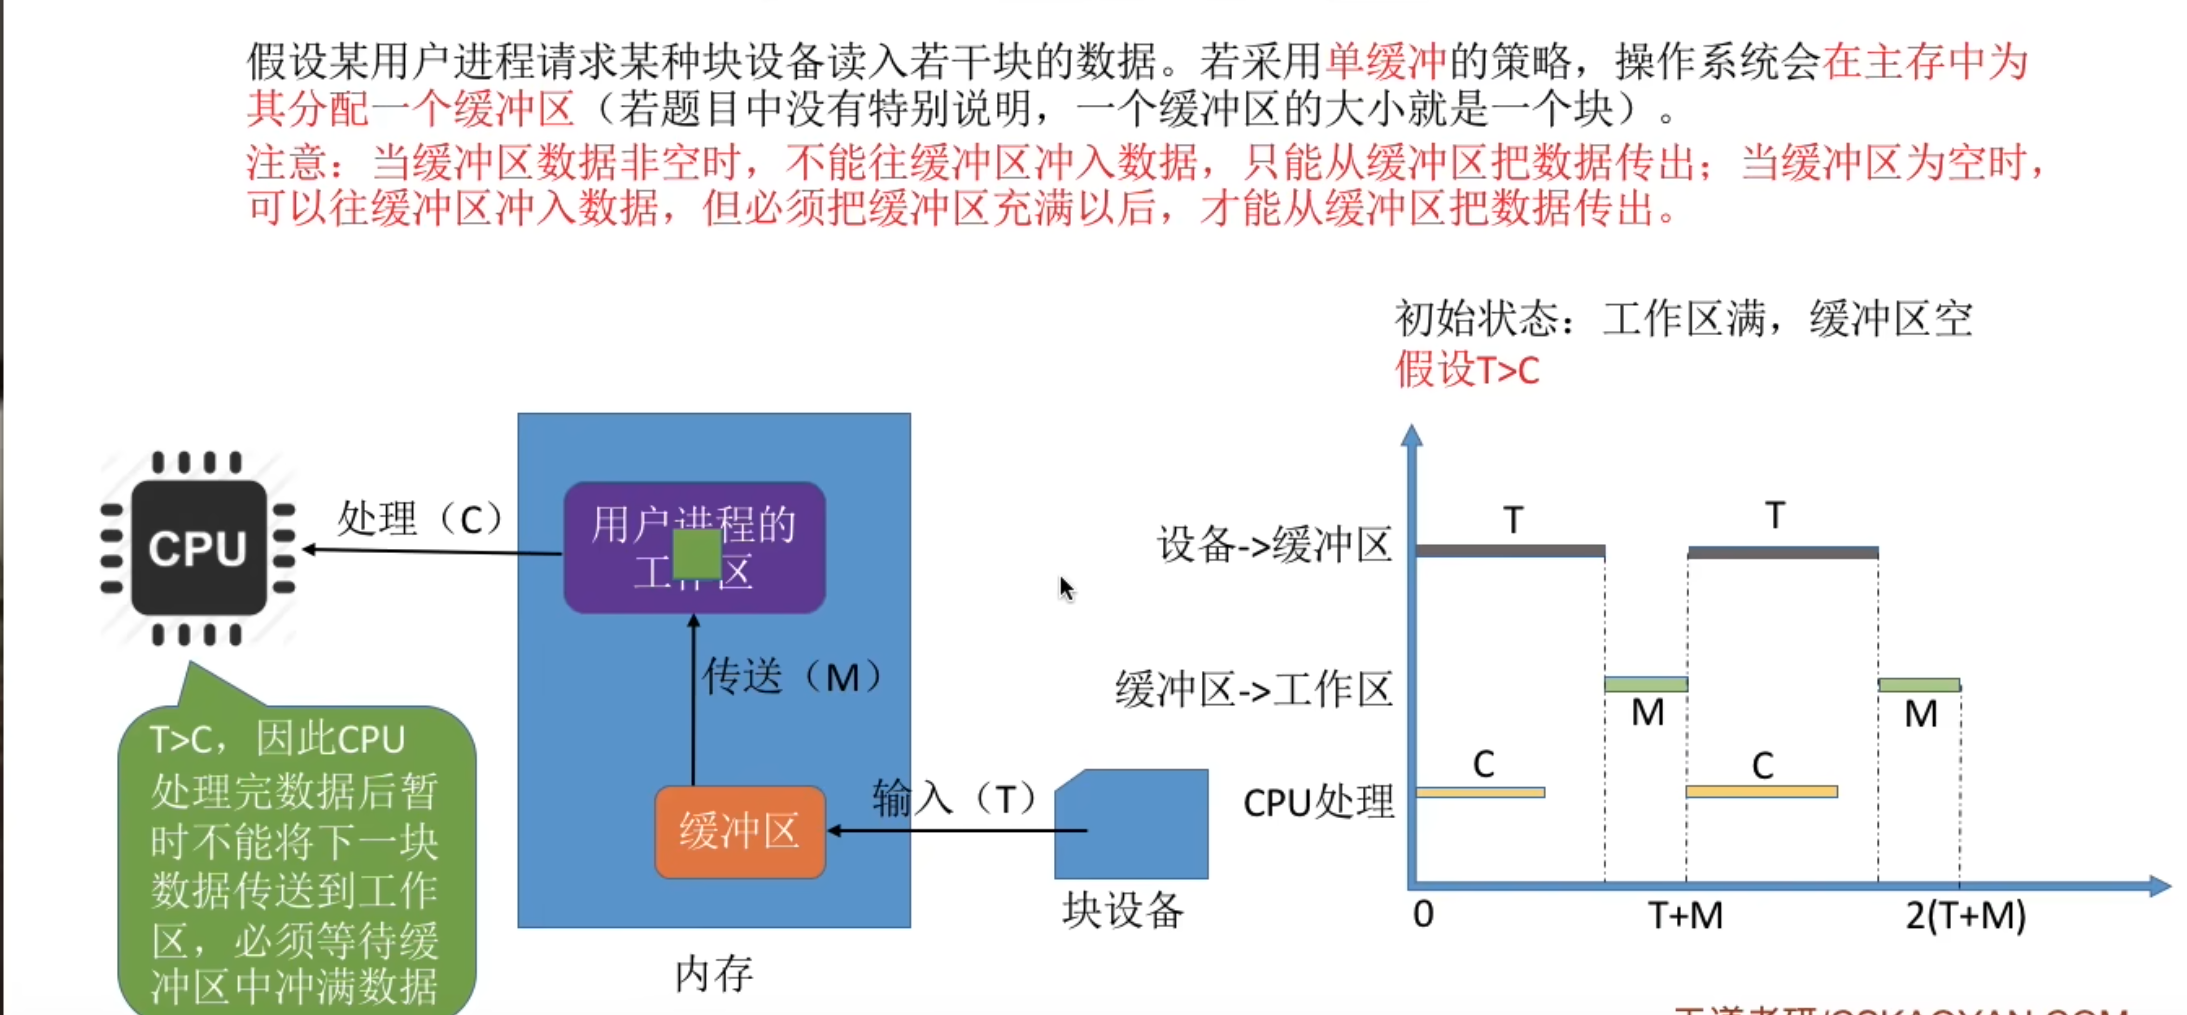 假设某用户进程请求某种块设备读入若干块的数据。若采用单缓冲的策略，操作系统会在主存中为
其分配一个缓冲区（若题目中没有特别说明，一个缓冲区的大小就是一个块）。
注意：当缓冲区数据非空时，不能往缓冲区冲入数据，只能从缓冲区把数据传出；当缓冲区为空时，
可以往缓冲区冲入数据，但必须把缓冲区充满以后，才能从缓冲区把数据传出。
初始状态：工作区满，缓冲区空
假设T>C
CPU
处理（C）
用户进程的
工作区
传送（M）
缓冲区
输入（T）
块设备
内存
T>C，因此CPU
处理完数据后暂
时不能将下一块
数据传送到工作
区，必须等待缓
冲区中冲满数据
设备->缓冲区
T
T
缓冲区->工作区
M
M
CPU处理
C
C
0
T+M
2(T+M)